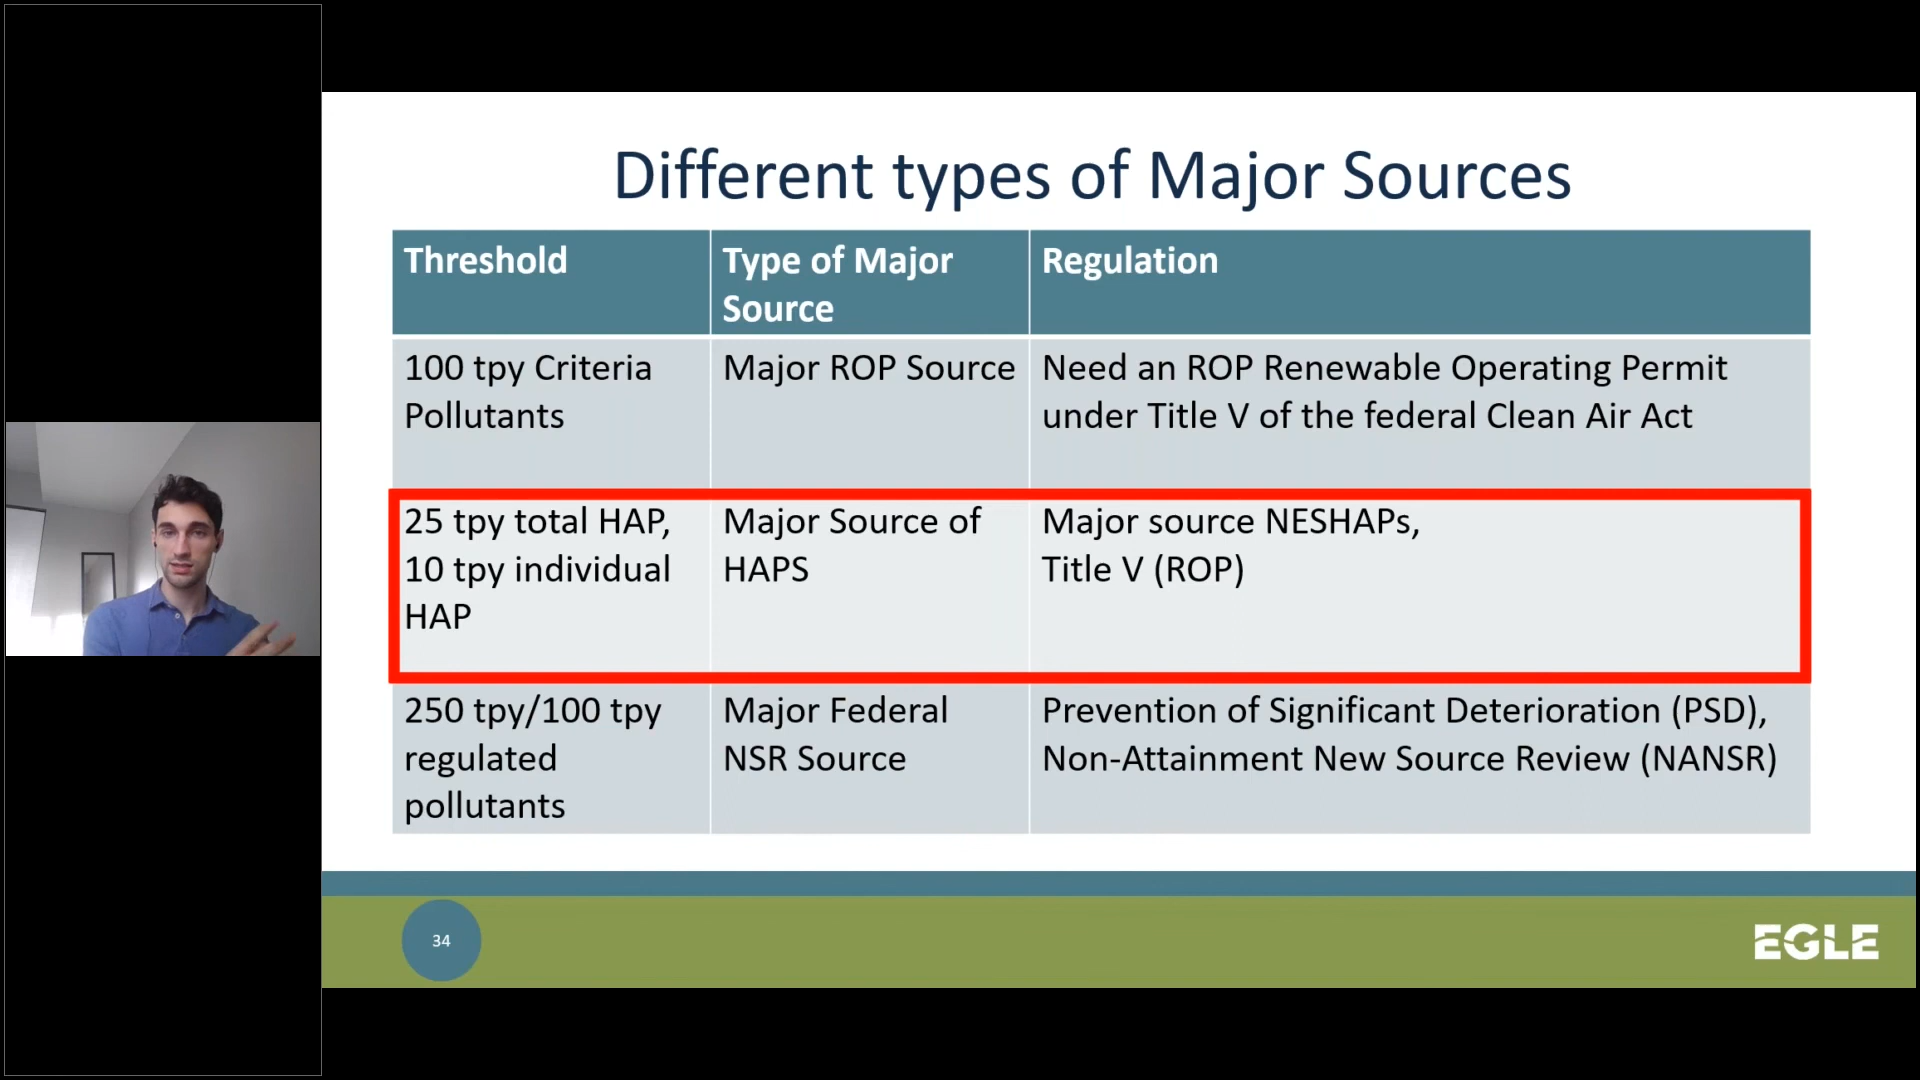 Different types of Major Sources
Threshold
Type of Major
Source
Regulation
100 tpy Criteria
Pollutants
Major ROP Source
Need an ROP Renewable Operating Permit
under Title V of the federal Clean Air Act
25 tpy total HAP,
10 tpy individual
HAP
Major Source of
HAPS
Major source NESHAPs,
Title V (ROP)
250 tpy/100 tpy
regulated
pollutants
Major Federal
NSR Source
Prevention of Significant Deterioration (PSD),
Non-Attainment New Source Review (NANSR)
34
EGLE